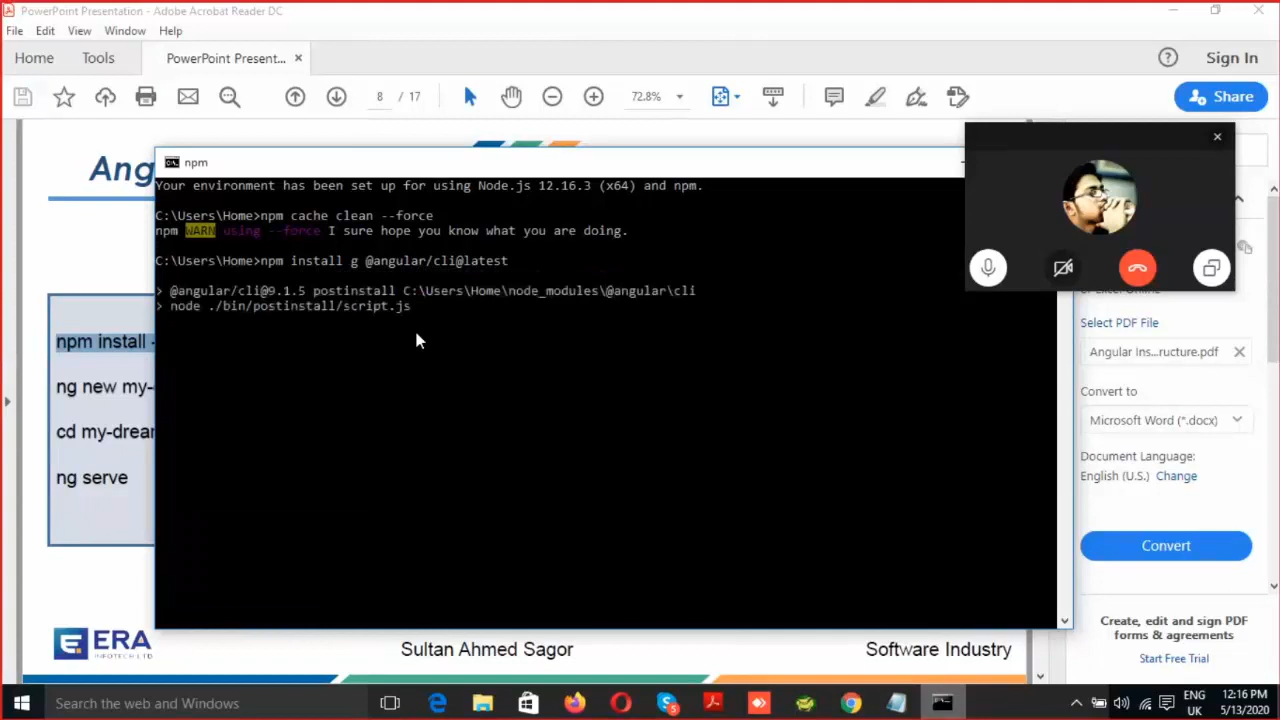 PowerPoint Presentation - Adobe Acrobat Reader DC
File Edit View Window Help
Home Tools PowerPoint Present... × Sign In
8 / 17 72.8% Share
Ang
npm
Your environment has been set up for using Node.js 12.16.3 (x64) and npm.
C:\Users\Home>npm cache clean --force
npm WARN using --force I sure hope you know what you are doing.
C:\Users\Home>npm install g @angular/cli@latest
> @angular/cli@9.1.5 postinstall C:\Users\Home\node_modules\@angular\cli
> node ./bin/postinstall/script.js
npm install -
ng new my-
cd my-drear
ng serve
Select PDF File
Angular Ins...ructure.pdf
Convert to
Microsoft Word (*.docx)
Document Language:
English (U.S.) Change
Convert
Create, edit and sign PDF
forms & agreements
Start Free Trial
ERA
INFOTECH LTD
Sultan Ahmed Sagor
Software Industry
Search the web and Windows
ENG
UK
12:16 PM
5/13/2020